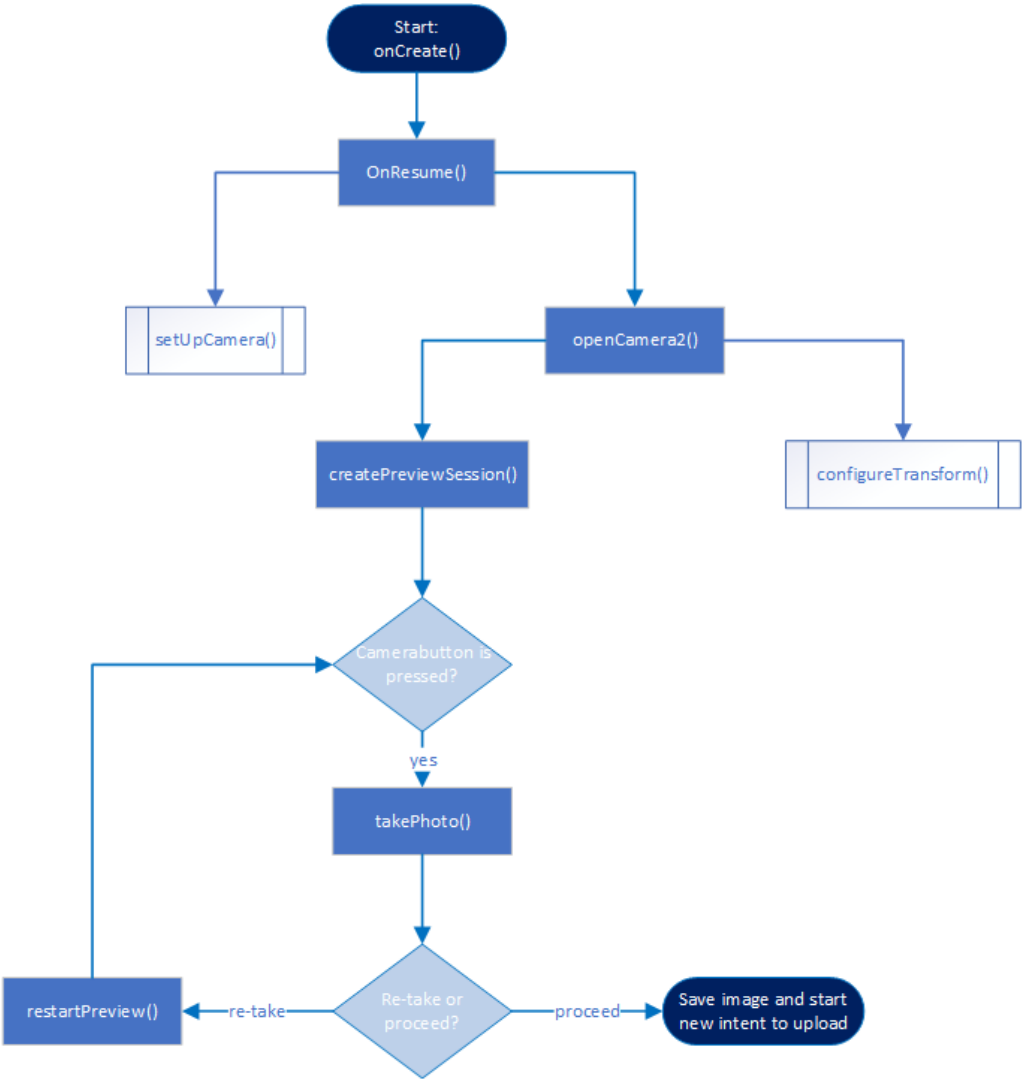 Start:
onCreate()
OnResume()
setUpCamera()
openCamera2()
createPreviewSession()
configureTransform()
Camerabutton is
pressed?
yes
takePhoto()
restartPreview()
re-take
Re-take or
proceed?
proceed
Save image and start
new intent to upload